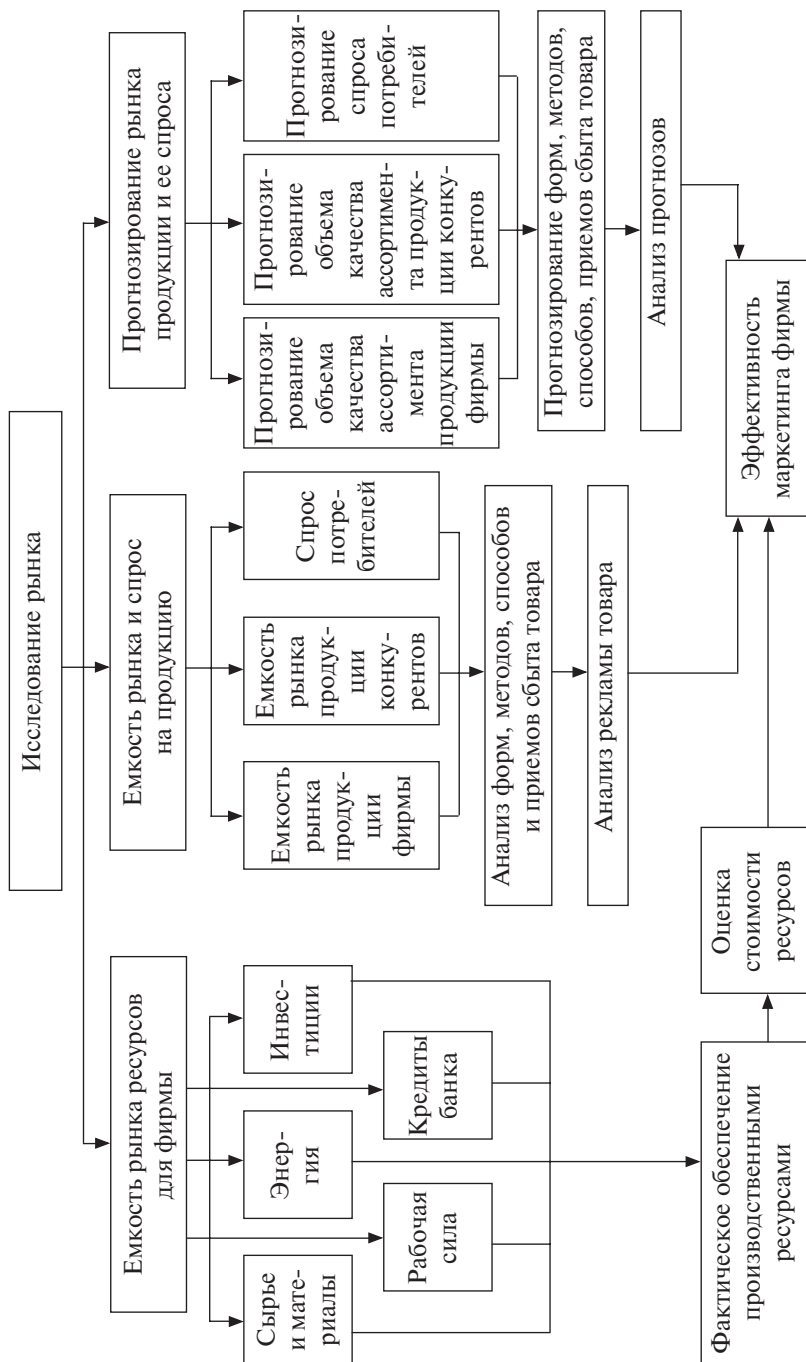 Исследование рынка
Емкость рынка ресурсов
для фирмы
Емкость рынка и спрос
на продукцию
Прогнозирование рынка
продукции и ее спроса
Сырье
и мате-
риалы
Энер-
гия
Инвес-
тиции
Рабочая
сила
Кредиты
банка
Емкость
рынка
продук-
ции
фирмы
Емкость
рынка
продук-
ции
конку-
рентов
Спрос
потре-
бителей
Прогнози-
рование
объема
качества
ассорти-
мента
продукции
фирмы
Прогнози-
рование
объема
качества
ассортимен-
та продук-
ции конку-
рентов
Прогнози-
рование
спроса
потреби-
телей
Анализ форм, методов, способов
и приемов сбыта товара
Анализ рекламы товара
Прогнозирование форм, методов,
способов, приемов сбыта товара
Анализ прогнозов
Фактическое обеспечение
производственными
ресурсами
Оценка
стоимости
ресурсов
Эффективность
маркетинга фирмы